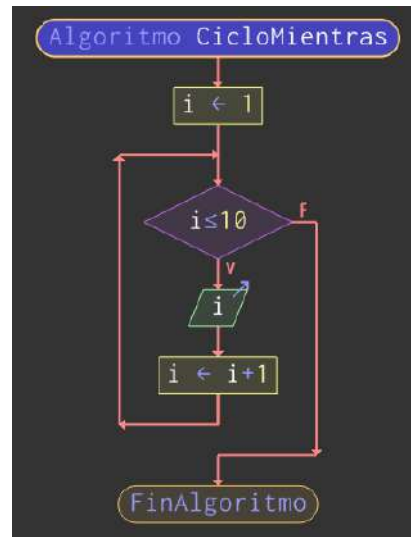 Algoritmo CicloMientras
i ← 1
i≤10
F
V
i
i ← i+1
FinAlgoritmo